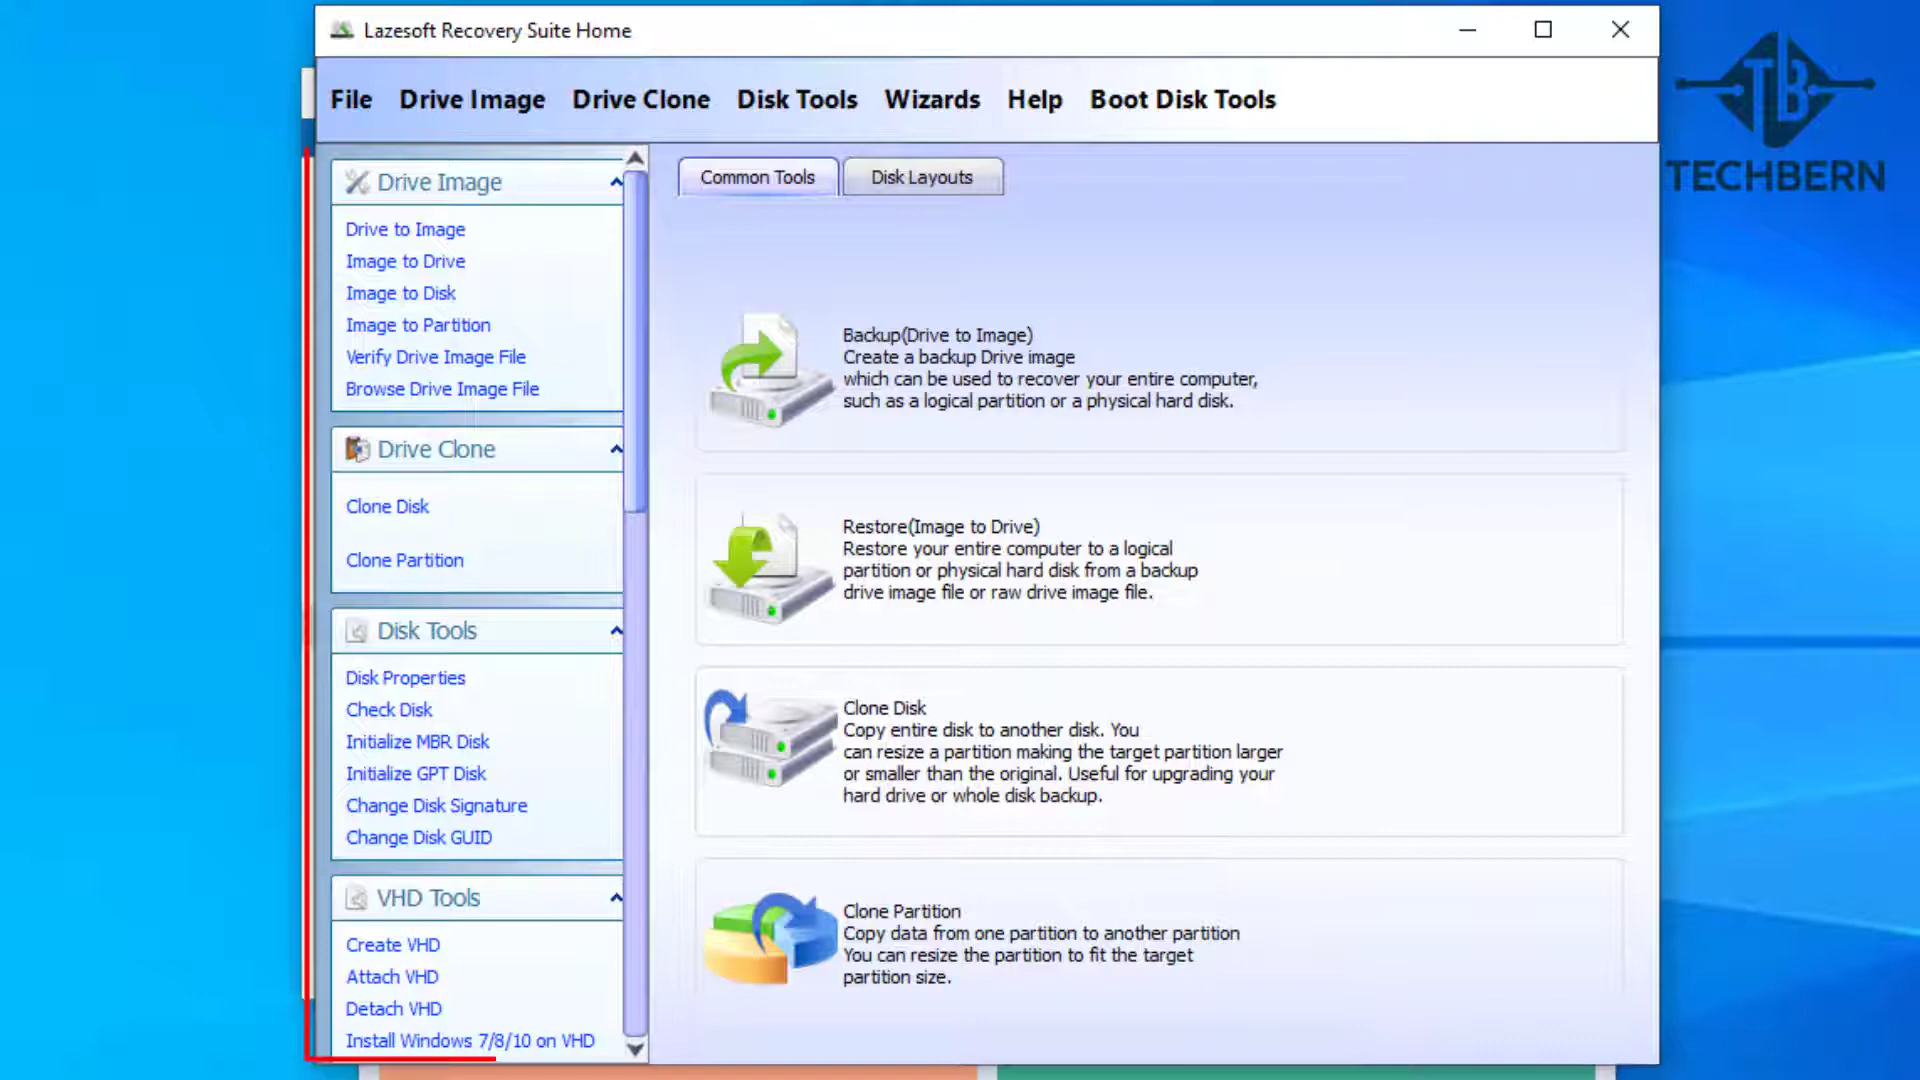 Lazesoft Recovery Suite Home
File Drive Image Drive Clone Disk Tools Wizards Help Boot Disk Tools
TECHBERN
Drive Image
Drive to Image
Image to Drive
Image to Disk
Image to Partition
Verify Drive Image File
Browse Drive Image File
Drive Clone
Clone Disk
Clone Partition
Disk Tools
Disk Properties
Check Disk
Initialize MBR Disk
Initialize GPT Disk
Change Disk Signature
Change Disk GUID
VHD Tools
Create VHD
Attach VHD
Detach VHD
Install Windows 7/8/10 on VHD
Common Tools Disk Layouts
Backup(Drive to Image)
Create a backup Drive image
which can be used to recover your entire computer,
such as a logical partition or a physical hard disk.
Restore(Image to Drive)
Restore your entire computer to a logical
partition or physical hard disk from a backup
drive image file or raw drive image file.
Clone Disk
Copy entire disk to another disk. You
can resize a partition making the target partition larger
or smaller than the original. Useful for upgrading your
hard drive or whole disk backup.
Clone Partition
Copy data from one partition to another partition
You can resize the partition to fit the target
partition size.
TB